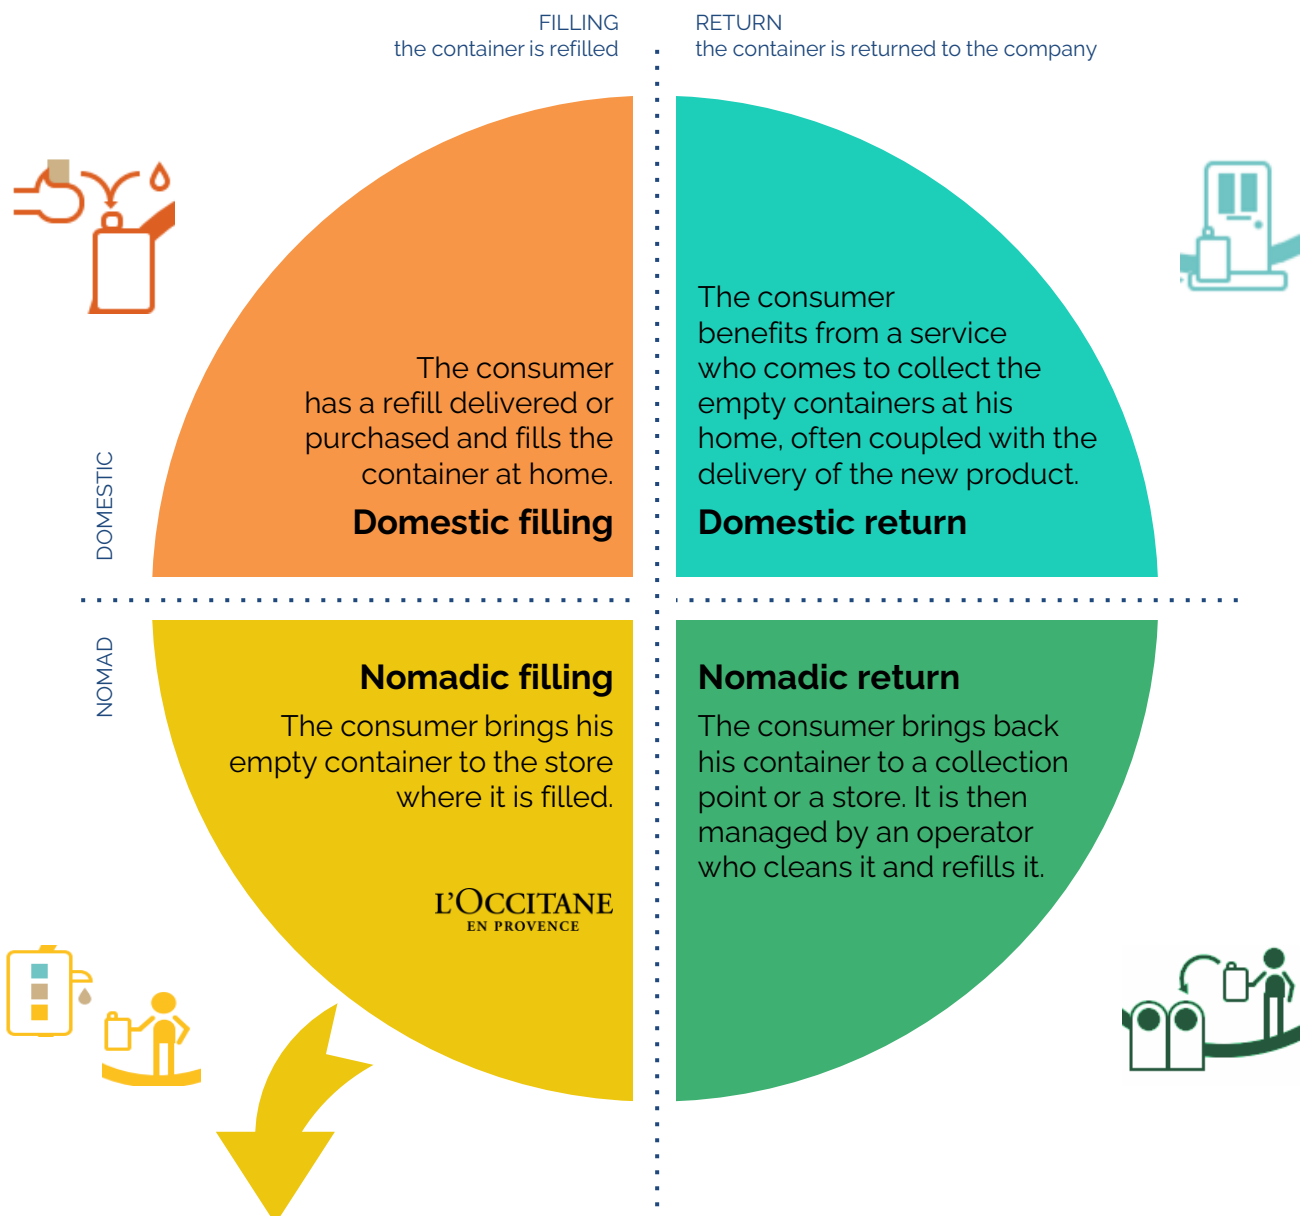 FILLING
the container is refilled
RETURN
the container is returned to the company
DOMESTIC
The consumer
has a refill delivered or
purchased and fills the
container at home.
Domestic filling
The consumer
benefits from a service
who comes to collect the
empty containers at his
home, often coupled with the
delivery of the new product.
Domestic return
NOMAD
Nomadic filling
The consumer brings his
empty container to the store
where it is filled.
L'OCCITANE
EN PROVENCE
Nomadic return
The consumer brings back
his container to a collection
point or a store. It is then
managed by an operator
who cleans it and refills it.